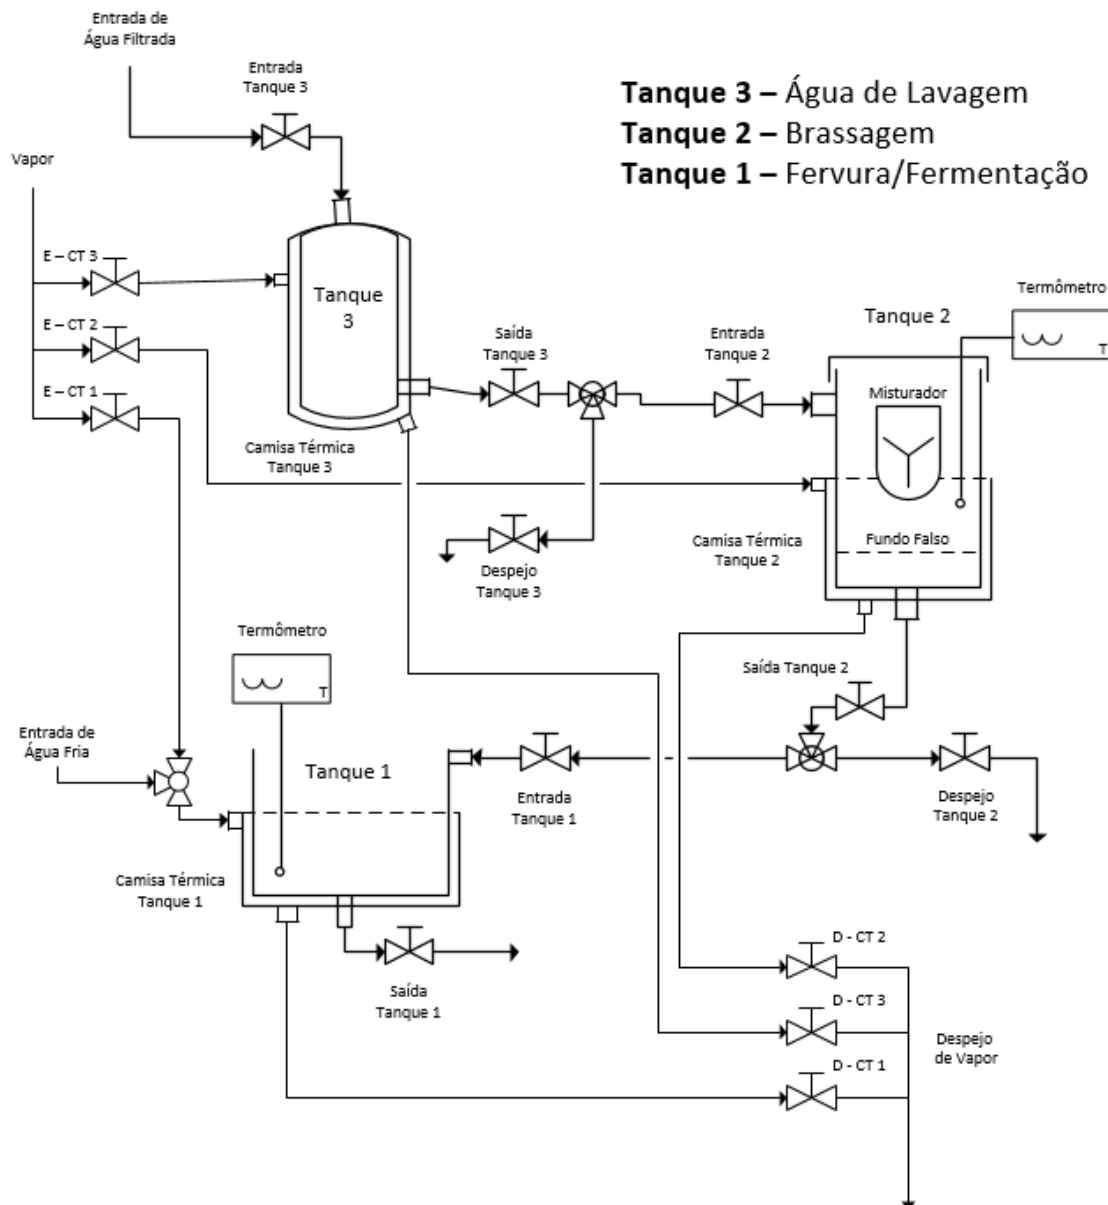 Entrada de
Água Filtrada
Entrada
Tanque 3
Tanque 3 – Água de Lavagem
Tanque 2 – Brassagem
Tanque 1 – Fervura/Fermentação
Vapor
E – CT 3
Tanque
3
E – CT 2
E – CT 1
Saída
Tanque 3
Entrada
Tanque 2
Tanque 2
Termômetro
T
Misturador
Camisa Térmica
Tanque 3
Camisa Térmica
Tanque 2
Fundo Falso
Despejo
Tanque 3
Termômetro
T
Saída Tanque 2
Entrada de
Água Fria
Tanque 1
Entrada
Tanque 1
Despejo
Tanque 2
Camisa Térmica
Tanque 1
Saída
Tanque 1
D - CT 2
D - CT 3
D - CT 1
Despejo
de Vapor